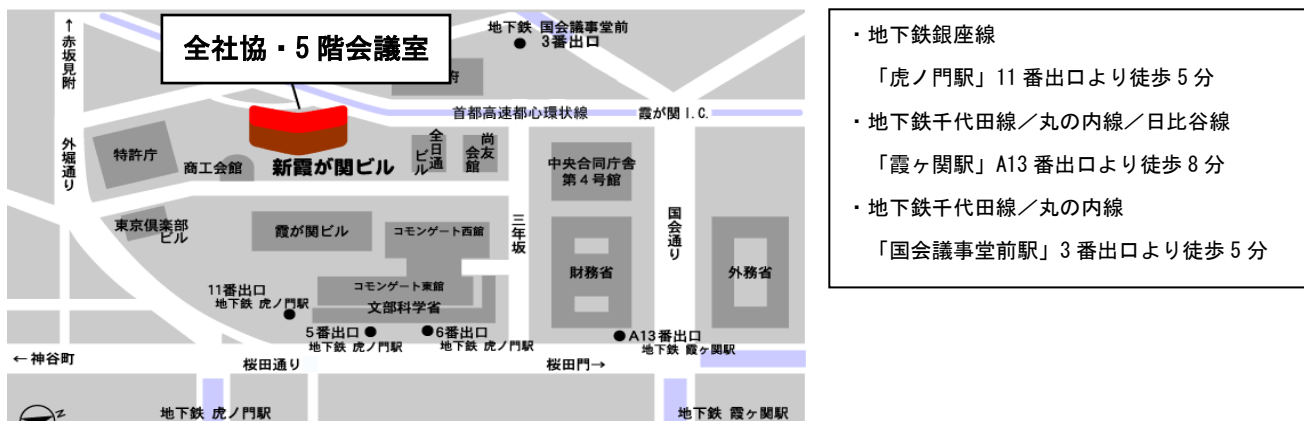 全社協・5階会議室
地下鉄 国会議事堂前
3番出口
↑赤坂見附
府
首都高速都心環状線
霞が関I.C.
外堀通り
特許庁
商工会館
新霞が関ビル
全日通
ビル
尚友
会館
中央合同庁舎
第4号館
東京倶楽部
ビル
霞が関ビル
コモンゲート西館
三年坂
国会通り
財務省
外務省
コモンゲート東館
文部科学省
11番出口
地下鉄 虎ノ門駅
5番出口
地下鉄 虎ノ門駅
6番出口
地下鉄 虎ノ門駅
A13番出口
地下鉄 霞ヶ関駅
←神谷町
桜田通り
桜田門→
地下鉄 虎ノ門駅
地下鉄 霞ヶ関駅
Z
・地下鉄銀座線
「虎ノ門駅」11番出口より徒歩5分
・地下鉄千代田線／丸の内線／日比谷線
「霞ヶ関駅」A13番出口より徒歩8分
・地下鉄千代田線／丸の内線
「国会議事堂前駅」3番出口より徒歩5分